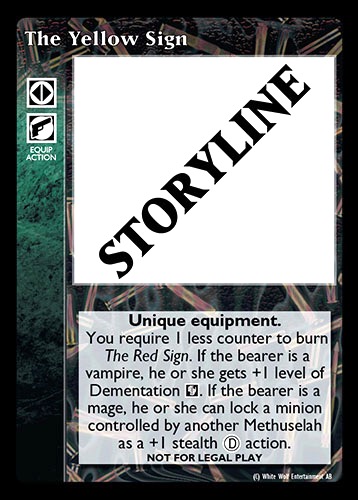 The Yellow Sign
EQUIP
ACTION
STORYLINE
Unique equipment.
You require 1 less counter to burn
The Red Sign. If the bearer is a
vampire, he or she gets +1 level of
Dementation. If the bearer is a
mage, he or she can lock a minion
controlled by another Methuselah
as a +1 stealth Ⓓ action.
NOT FOR LEGAL PLAY
(C) White Wolf Entertainment AB